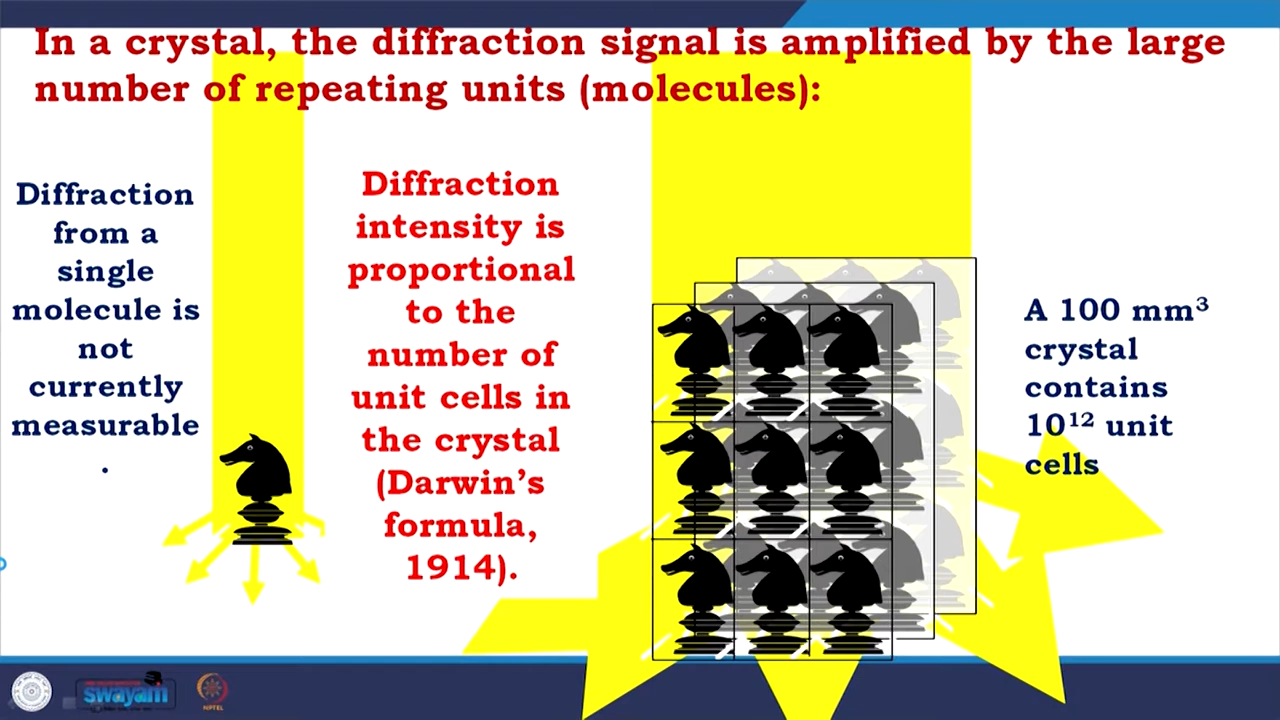 In a crystal, the diffraction signal is amplified by the large
number of repeating units (molecules):
Diffraction
from a
single
molecule is
not
currently
measurable
.
Diffraction
intensity is
proportional
to the
number of
unit cells in
the crystal
(Darwin’s
formula,
1914).
A 100 mm³
crystal
contains
10¹² unit
cells
swayam
NPTEL